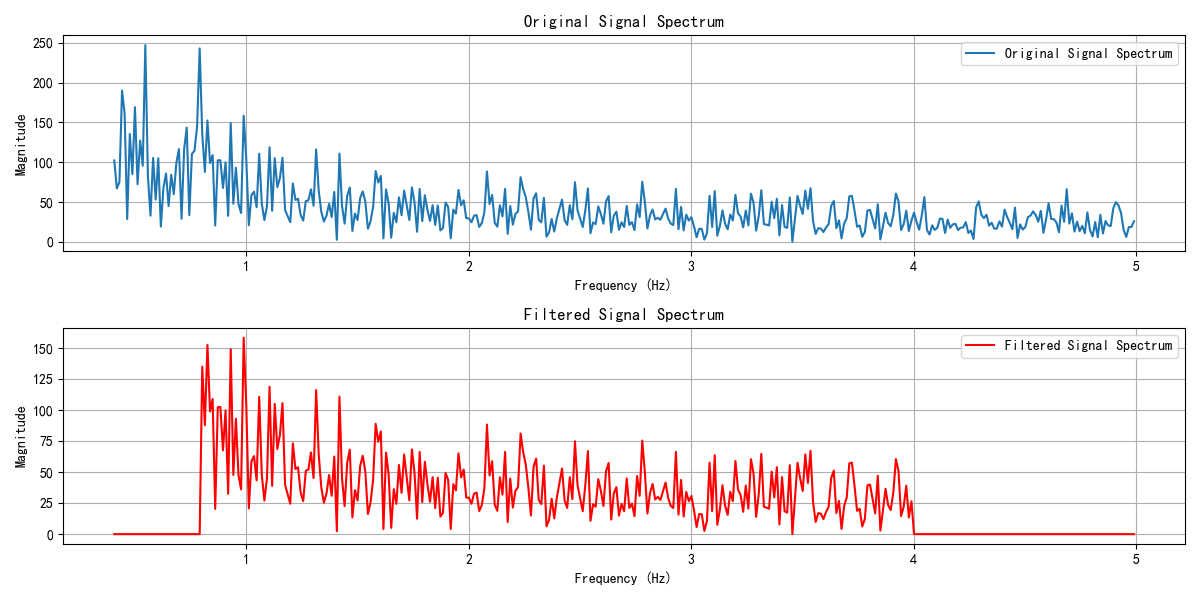 Original Signal Spectrum
250
200
150
100
50
0
Magnitude
Original Signal Spectrum
1
2
3
4
5
Frequency (Hz)
Filtered Signal Spectrum
150
125
100
75
50
25
0
Magnitude
Filtered Signal Spectrum
1
2
3
4
5
Frequency (Hz)